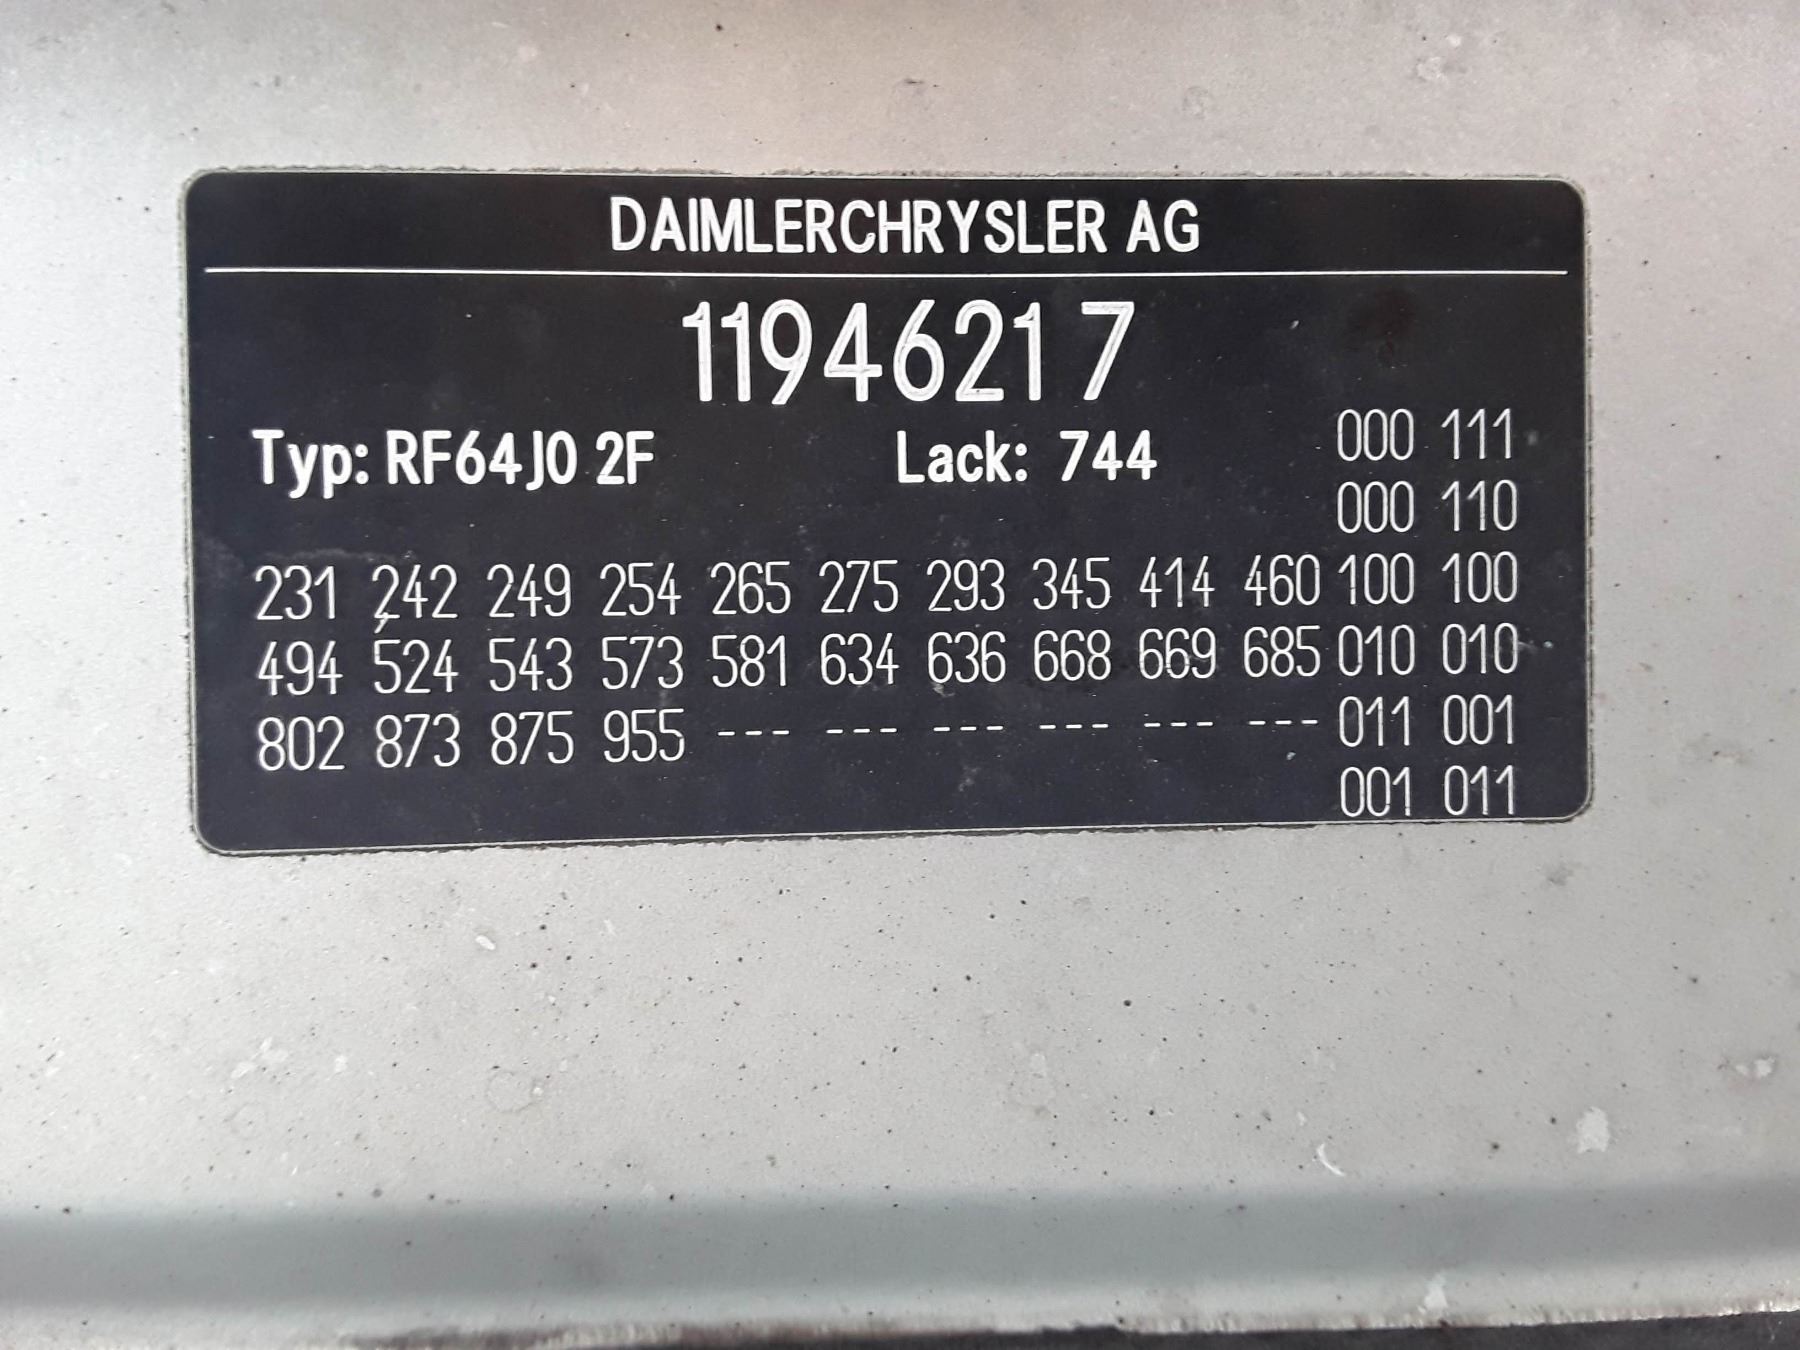 DAIMLERCHRYSLER AG
11946217
Typ: RF64J0 2F Lack: 744 000 111
000 110
231 242 249 254 265 275 293 345 414 460 100 100
494 524 543 573 581 634 636 668 669 685 010 010
802 873 875 955 --- --- --- --- --- --- 011 001
001 011